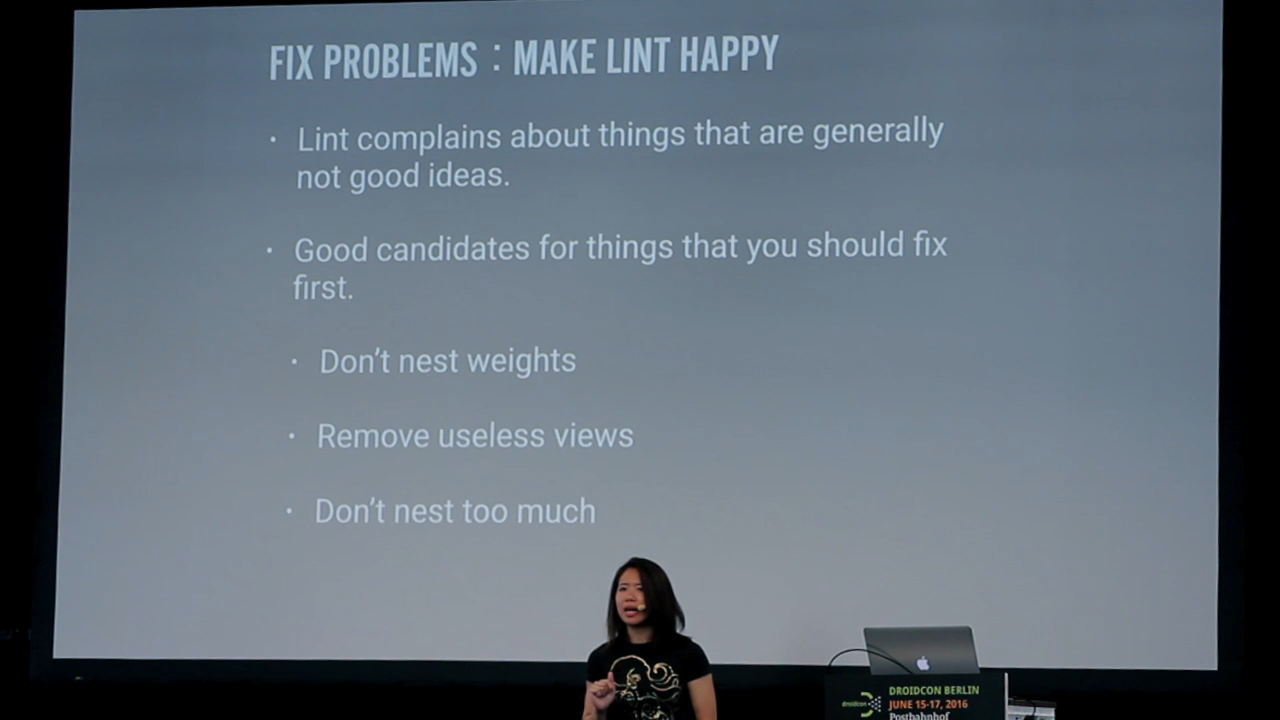 FIX PROBLEMS : MAKE LINT HAPPY
• Lint complains about things that are generally
not good ideas.
• Good candidates for things that you should fix
first.
• Don’t nest weights
• Remove useless views
• Don’t nest too much
droidcon
DROIDCON BERLIN
JUNE 15-17, 2016
Postbahnhof